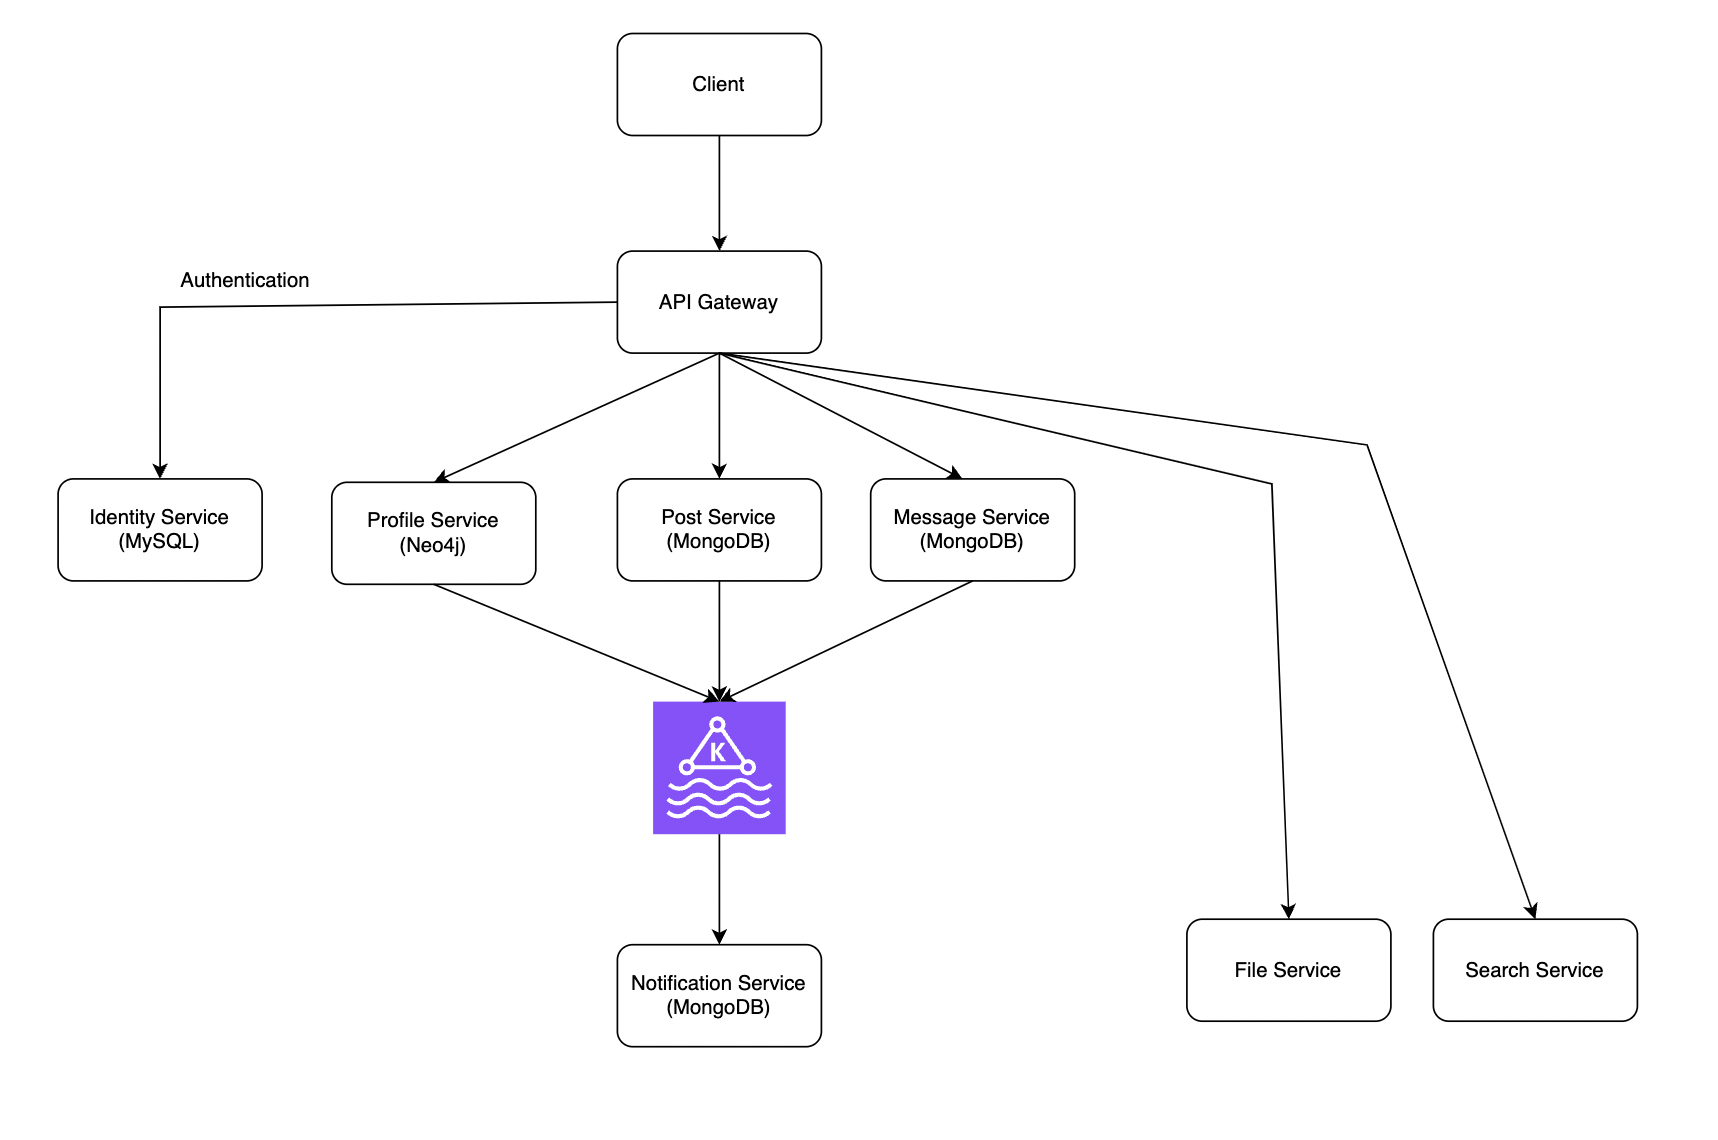 Client
Authentication
API Gateway
Identity Service
(MySQL)
Profile Service
(Neo4j)
Post Service
(MongoDB)
Message Service
(MongoDB)
K
Notification Service
(MongoDB)
File Service
Search Service